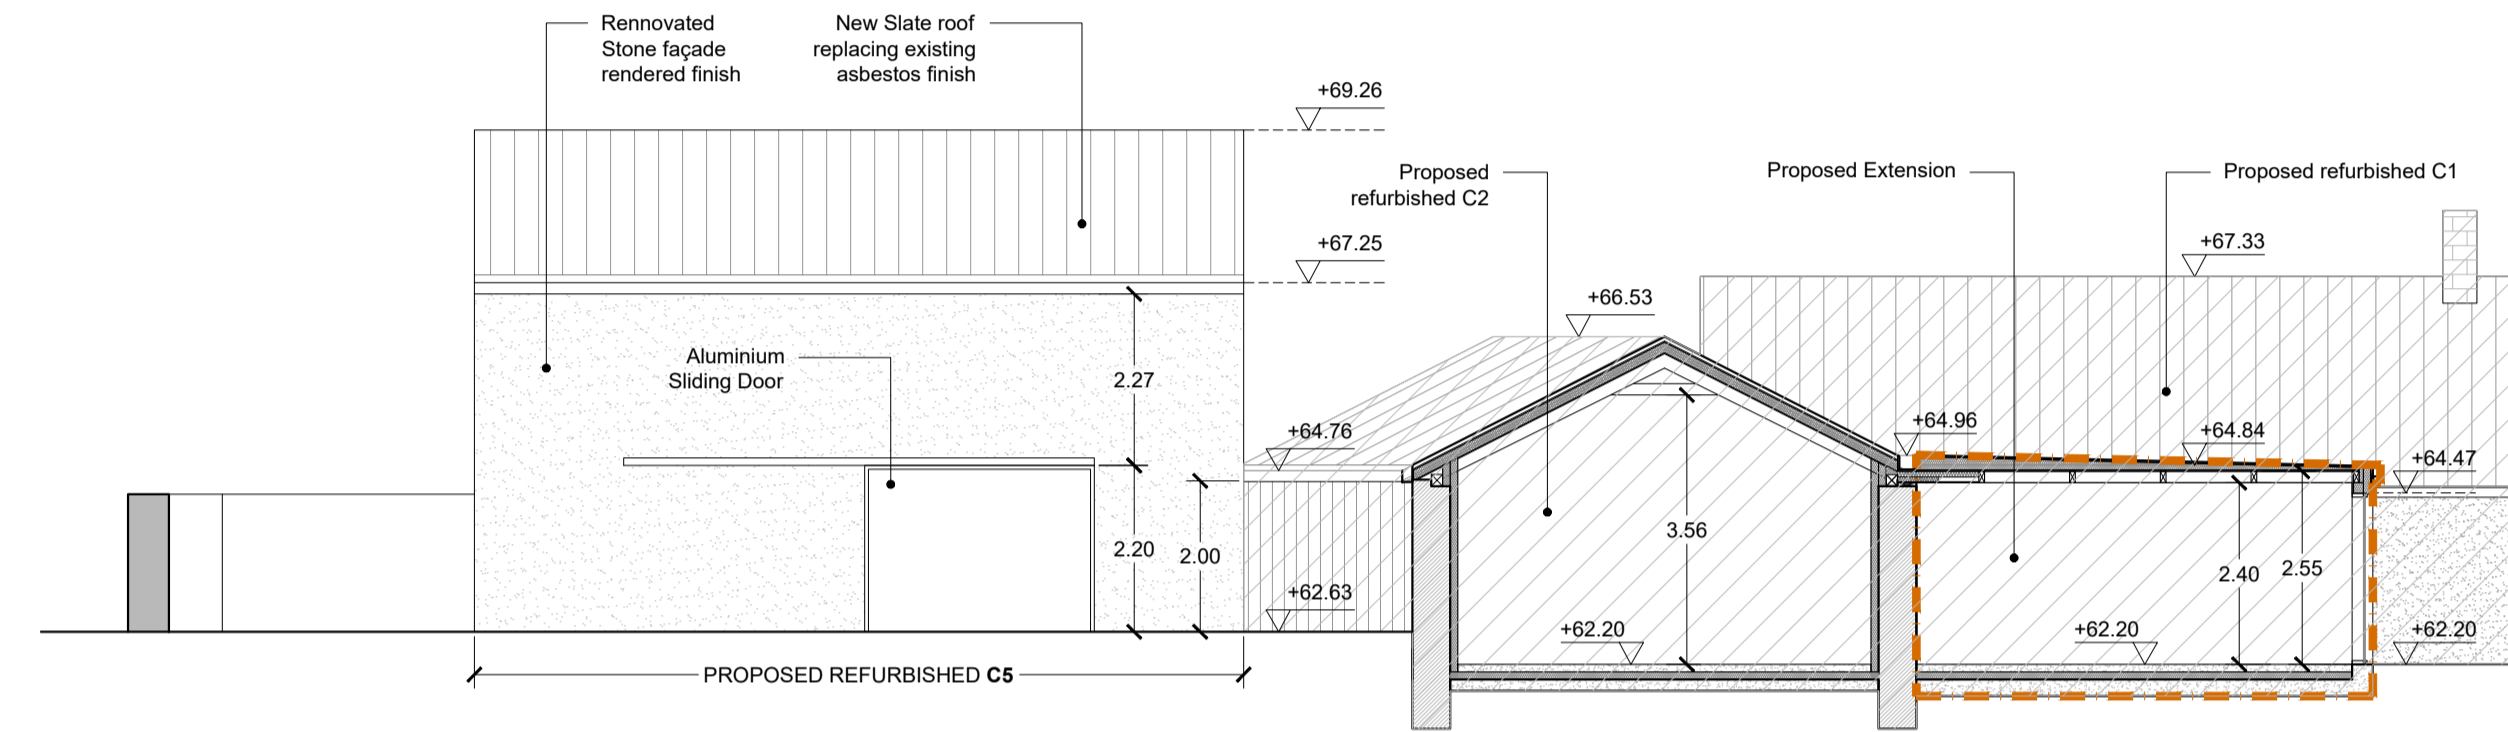 Rennovated
Stone façade
rendered finish
New Slate roof
replacing existing
asbestos finish
+69.26
+67.25
Proposed
refurbished C2
Proposed Extension
Proposed refurbished C1
+67.33
+66.53
Aluminium
Sliding Door
2.27
+64.76
+64.96
+64.84
+64.47
2.20
2.00
3.56
2.40
2.55
+62.63
+62.20
+62.20
+62.20
PROPOSED REFURBISHED C5